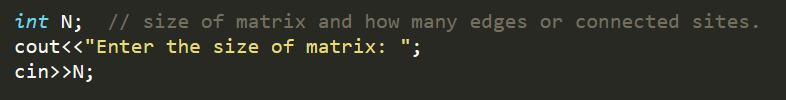 int N;  // size of matrix and how many edges or connected sites.
cout<<"Enter the size of matrix: ";
cin>>N;